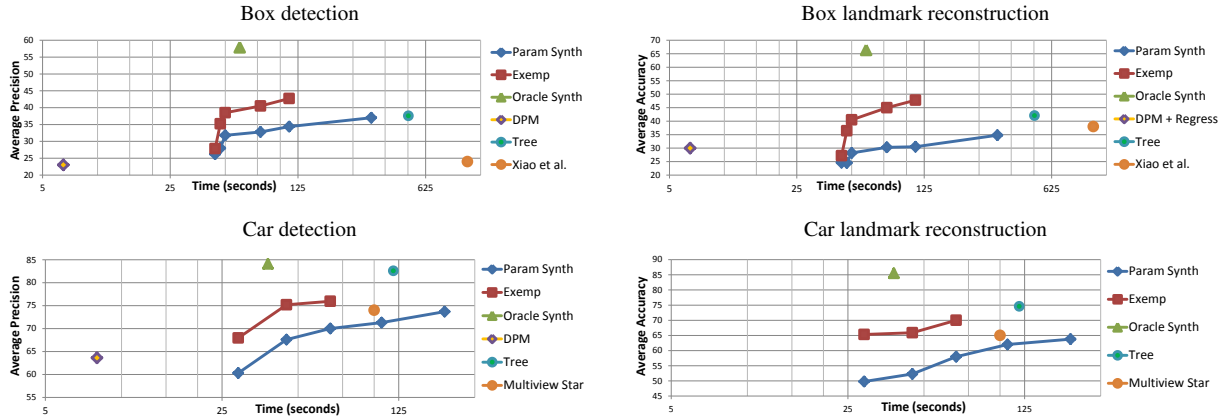 Box detection
Average Precision
60
55
50
45
40
35
30
25
20
5
25
125
625
Time (seconds)
Param Synth
Exemp
Oracle Synth
DPM
Tree
Xiao et al.
Box landmark reconstruction
Average Accuracy
70
65
60
55
50
45
40
35
30
25
20
5
25
125
625
Time (seconds)
Param Synth
Exemp
Oracle Synth
DPM + Regress
Tree
Xiao et al.
Car detection
Average Precision
85
80
75
70
65
60
55
5
25
125
Time (seconds)
Param Synth
Exemp
Oracle Synth
DPM
Tree
Multiview Star
Car landmark reconstruction
Average Accuracy
90
85
80
75
70
65
60
55
50
45
5
25
125
Time (seconds)
Param Synth
Exemp
Oracle Synth
Tree
Multiview Star